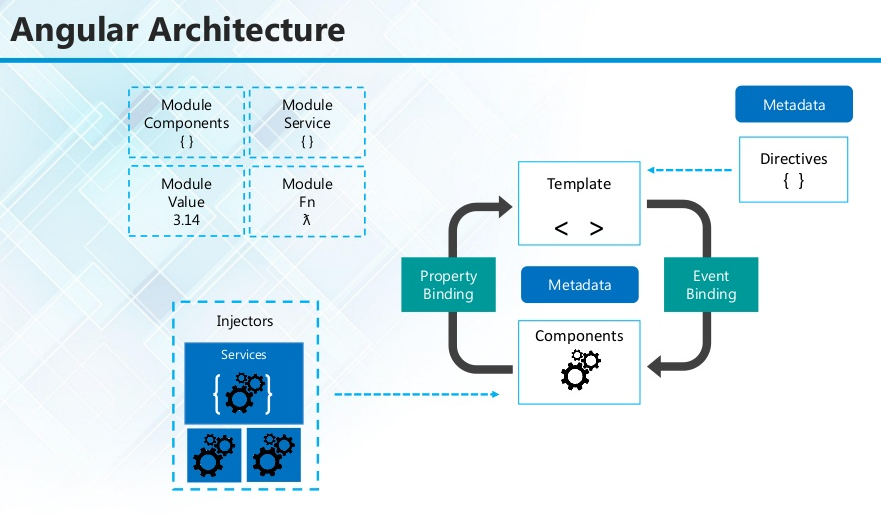 Angular Architecture
Module
Components
{ }
Module
Service
{ }
Module
Value
3.14
Module
Fn
ƛ
Metadata
Directives
{ }
Template
< >
Property
Binding
Metadata
Event
Binding
Components
Injectors
Services
{ }